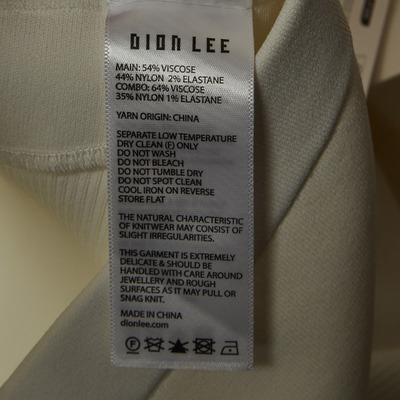 DION LEE
MAIN: 54% VISCOSE
44% NYLON 2% ELASTANE
COMBO: 64% VISCOSE
35% NYLON 1% ELASTANE
YARN ORIGIN: CHINA
SEPARATE LOW TEMPERATURE
DRY CLEAN (F) ONLY
DO NOT WASH
DO NOT BLEACH
DO NOT TUMBLE DRY
DO NOT SPOT CLEAN
COOL IRON ON REVERSE
STORE FLAT
THE NATURAL CHARACTERISTIC
OF KNITWEAR MAY CONSIST OF
SLIGHT IRREGULARITIES.
THIS GARMENT IS EXTREMELY
DELICATE & SHOULD BE
HANDLED WITH CARE AROUND
JEWELLERY AND ROUGH
SURFACES AS IT MAY PULL OR
SNAG KNIT.
MADE IN CHINA
dionlee.com
F